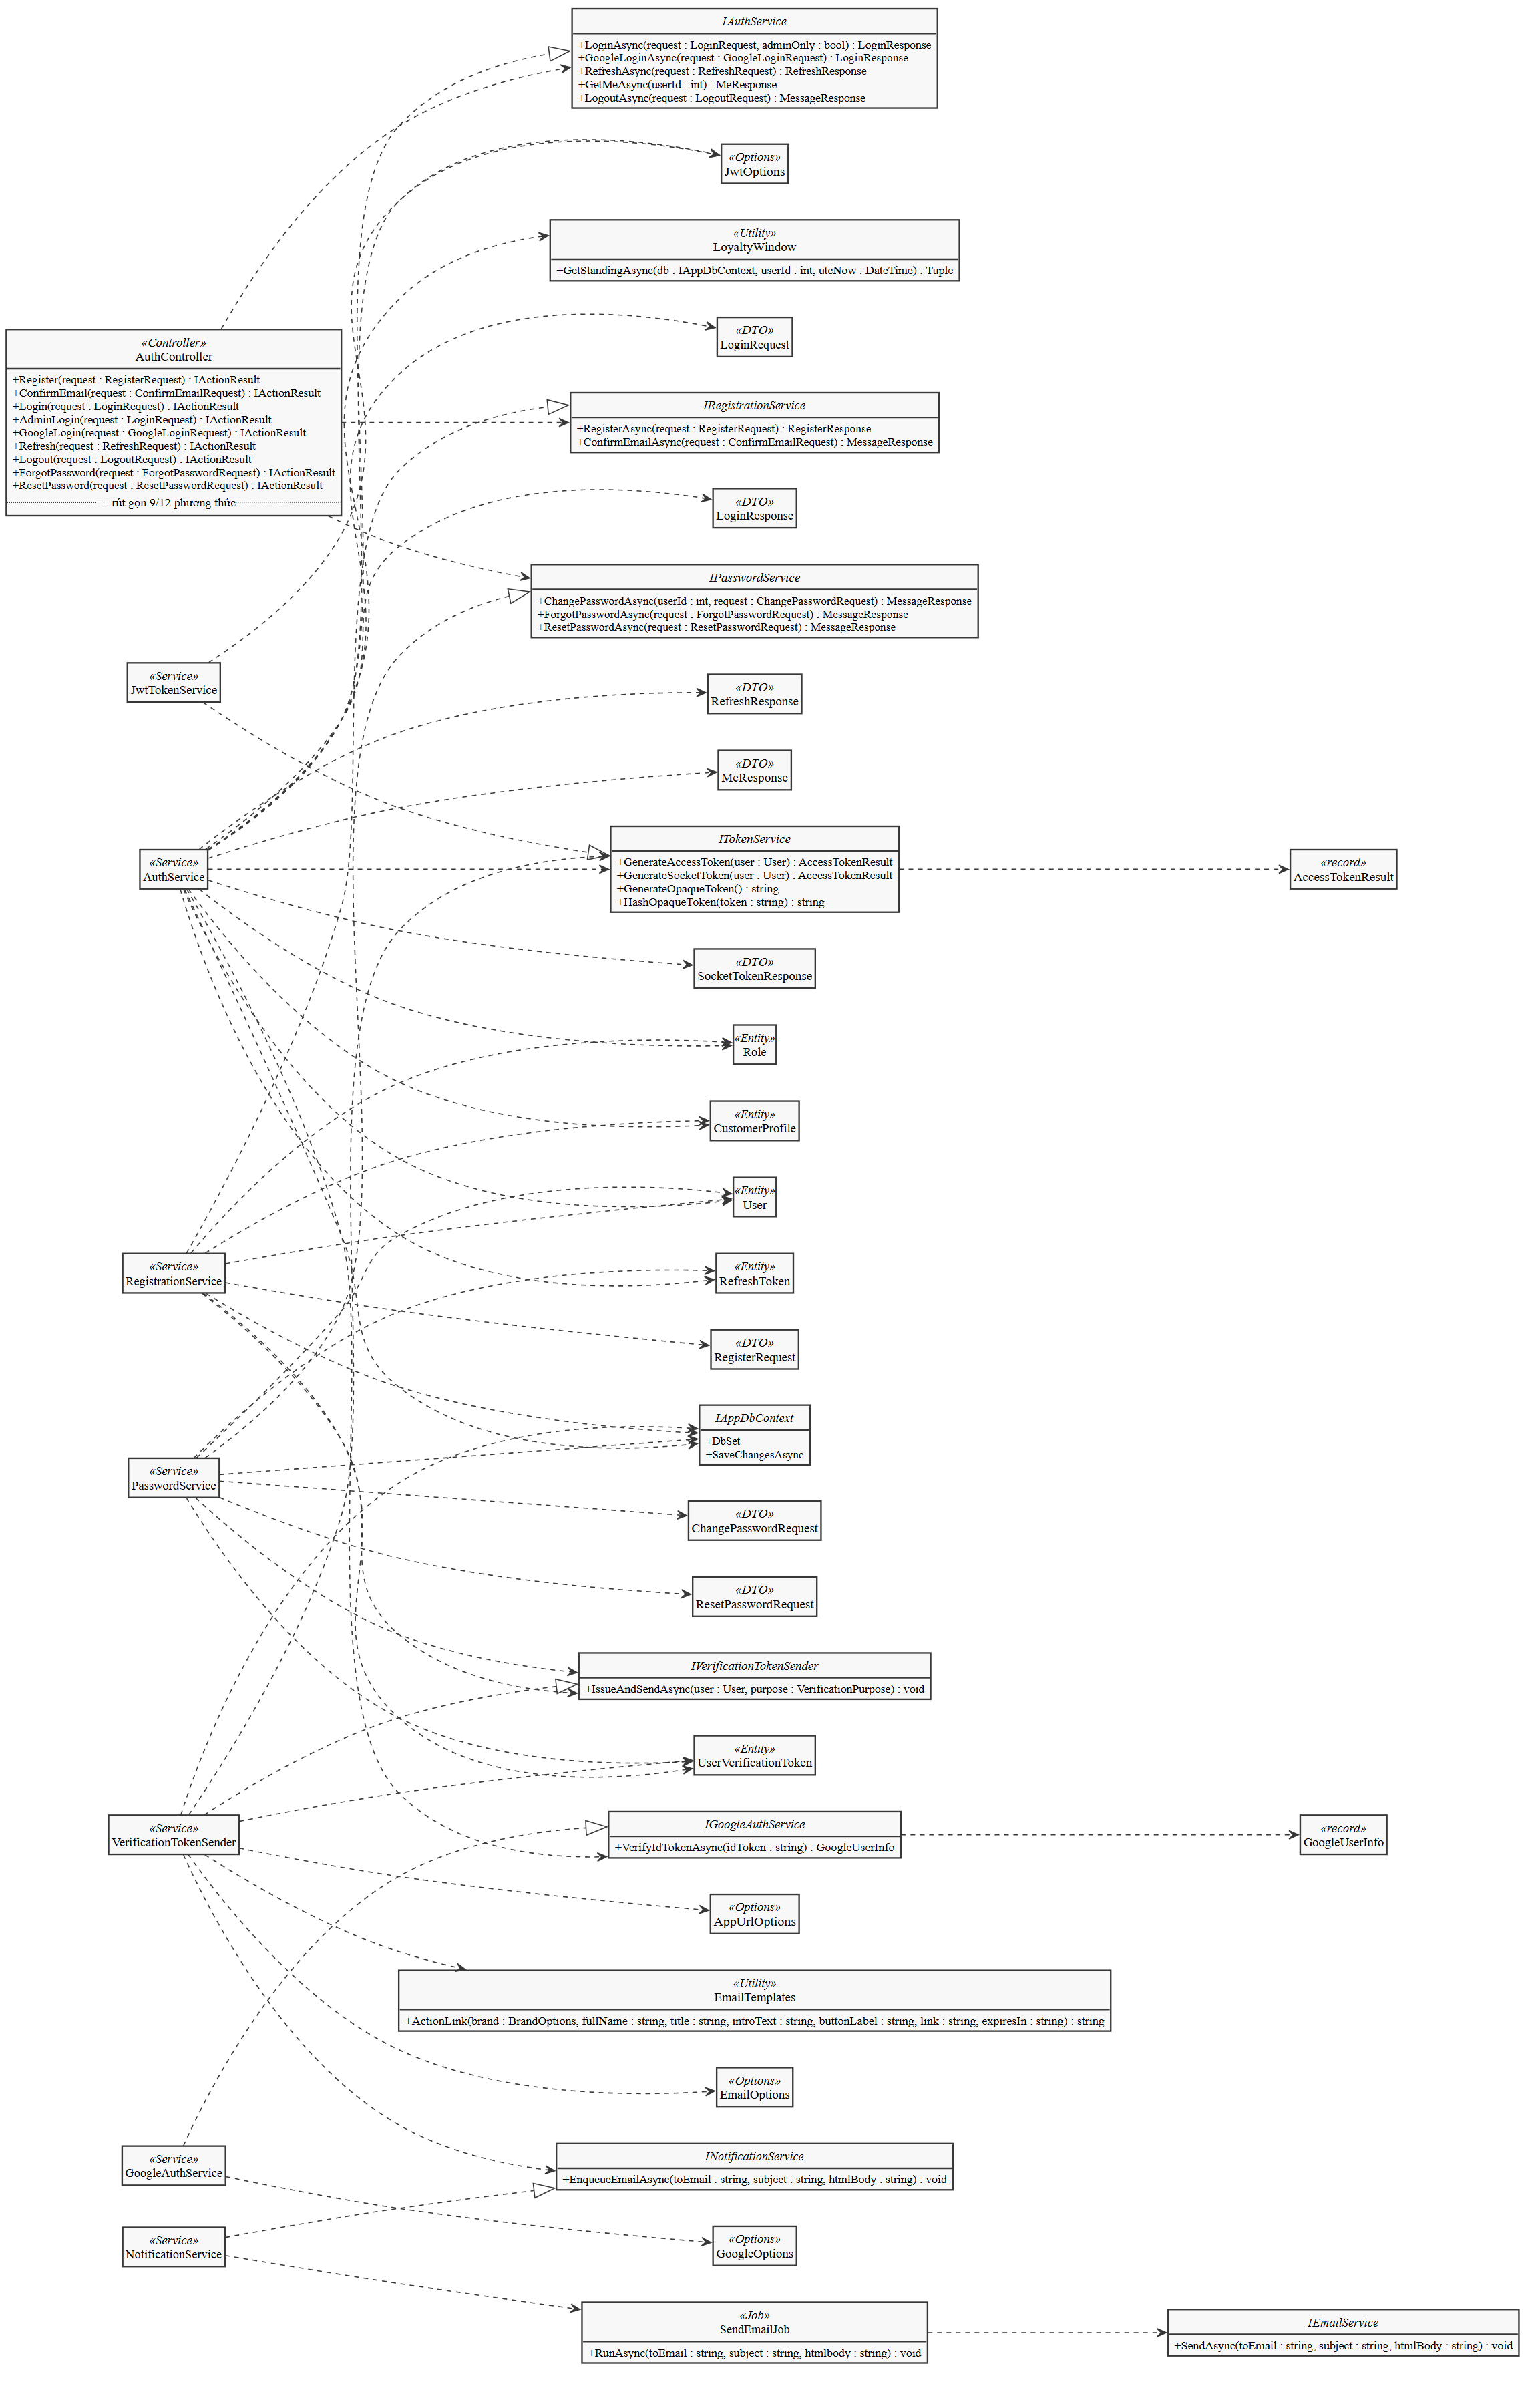 IAuthService
+LoginAsync(request : LoginRequest, adminOnly : bool) : LoginResponse
+GoogleLoginAsync(request : GoogleLoginRequest) : LoginResponse
+RefreshAsync(request : RefreshRequest) : RefreshResponse
+GetMeAsync(userId : int) : MeResponse
+LogoutAsync(request : LogoutRequest) : MessageResponse
«Options»
JwtOptions
«Utility»
LoyaltyWindow
+GetStandingAsync(db : IAppDbContext, userId : int, utcNow : DateTime) : Tuple
«DTO»
LoginRequest
«Controller»
AuthController
+Register(request : RegisterRequest) : IActionResult
+ConfirmEmail(request : ConfirmEmailRequest) : IActionResult
+Login(request : LoginRequest) : IActionResult
+AdminLogin(request : LoginRequest) : IActionResult
+GoogleLogin(request : GoogleLoginRequest) : IActionResult
+Refresh(request : RefreshRequest) : IActionResult
+Logout(request : LogoutRequest) : IActionResult
+ForgotPassword(request : ForgotPasswordRequest) : IActionResult
+ResetPassword(request : ResetPasswordRequest) : IActionResult
rút gọn 9/12 phương thức
IRegistrationService
+RegisterAsync(request : RegisterRequest) : RegisterResponse
+ConfirmEmailAsync(request : ConfirmEmailRequest) : MessageResponse
«DTO»
LoginResponse
IPasswordService
+ChangePasswordAsync(userId : int, request : ChangePasswordRequest) : MessageResponse
+ForgotPasswordAsync(request : ForgotPasswordRequest) : MessageResponse
+ResetPasswordAsync(request : ResetPasswordRequest) : MessageResponse
«Service»
JwtTokenService
«DTO»
RefreshResponse
«DTO»
MeResponse
«Service»
AuthService
ITokenService
+GenerateAccessToken(user : User) : AccessTokenResult
+GenerateSocketToken(user : User) : AccessTokenResult
+GenerateOpaqueToken() : string
+HashOpaqueToken(token : string) : string
«record»
AccessTokenResult
«DTO»
SocketTokenResponse
«Entity»
Role
«Entity»
CustomerProfile
«Entity»
User
«Service»
RegistrationService
«Entity»
RefreshToken
«DTO»
RegisterRequest
IAppDbContext
+DbSet
+SaveChangesAsync
«Service»
PasswordService
«DTO»
ChangePasswordRequest
«DTO»
ResetPasswordRequest
IVerificationTokenSender
+IssueAndSendAsync(user : User, purpose : VerificationPurpose) : void
«Entity»
UserVerificationToken
«Service»
VerificationTokenSender
IGoogleAuthService
+VerifyIdTokenAsync(idToken : string) : GoogleUserInfo
«record»
GoogleUserInfo
«Options»
AppUrlOptions
«Utility»
EmailTemplates
+ActionLink(brand : BrandOptions, fullName : string, title : string, introText : string, buttonLabel : string, link : string, expiresIn : string) : string
«Options»
EmailOptions
«Service»
GoogleAuthService
INotificationService
+EnqueueEmailAsync(toEmail : string, subject : string, htmlBody : string) : void
«Service»
NotificationService
«Options»
GoogleOptions
«Job»
SendEmailJob
+RunAsync(toEmail : string, subject : string, htmlbody : string) : void
IEmailService
+SendAsync(toEmail : string, subject : string, htmlBody : string) : void